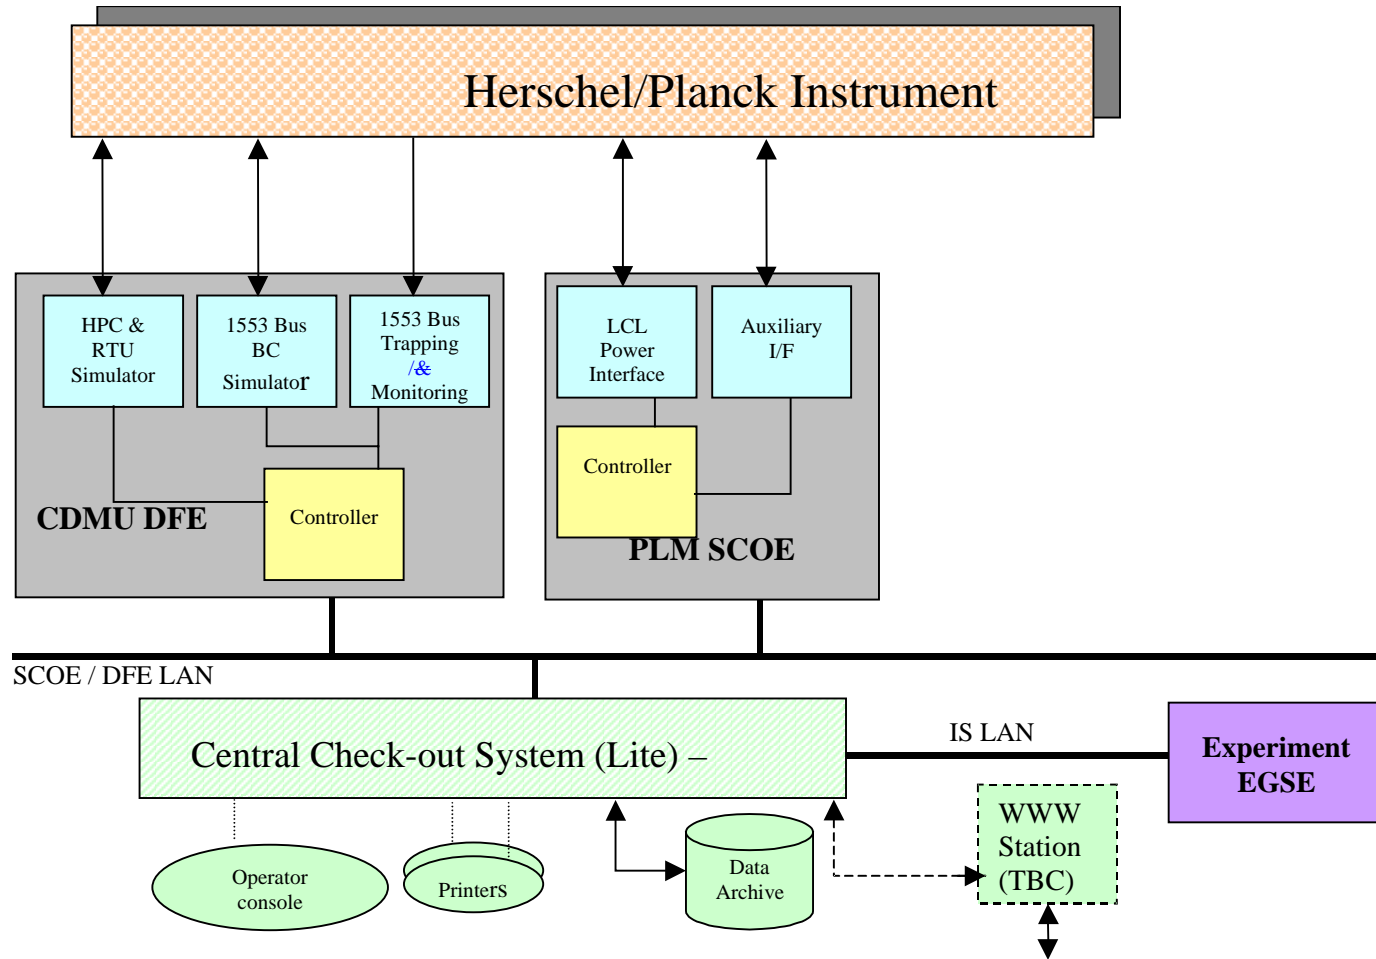 Herschel/Planck Instrument
HPC &
RTU
Simulator
1553 Bus
BC
Simulator
1553 Bus
Trapping
/&
Monitoring
LCL
Power
Interface
Auxiliary
I/F
Controller
CDMU DFE
Controller
PLM SCOE
SCOE / DFE LAN
Central Check-out System (Lite) –
IS LAN
Experiment
EGSE
WWW
Station
(TBC)
Operator
console
Printers
Data
Archive